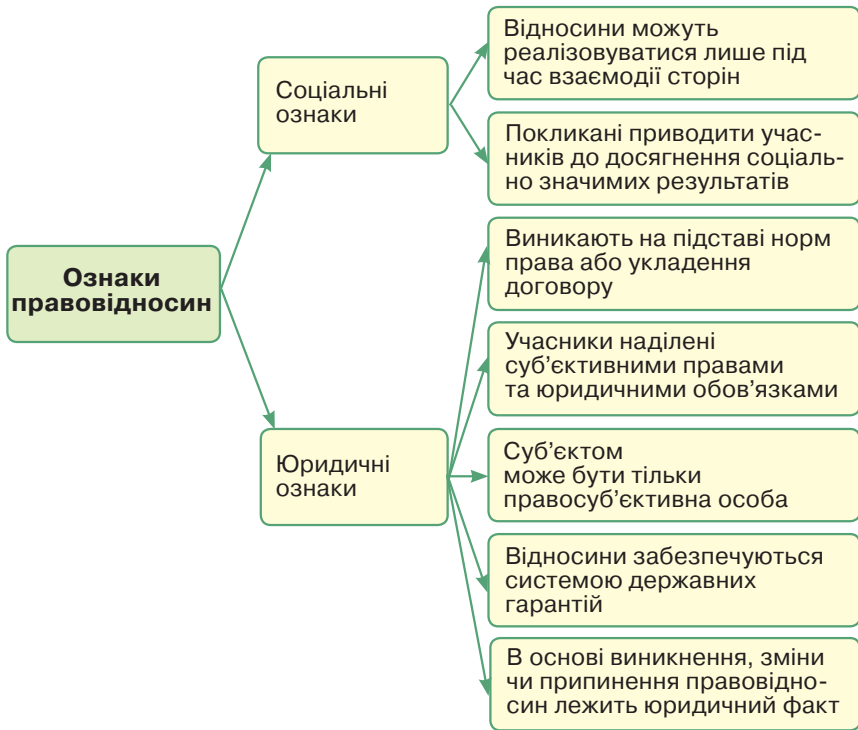 Ознаки
правовідносин
Соціальні
ознаки
Відносини можуть
реалізовуватися лише під
час взаємодії сторін
Покликані приводити учас-
ників до досягнення соціаль-
но значимих результатів
Юридичні
ознаки
Виникають на підставі норм
права або укладення
договору
Учасники наділені
суб’єктивними правами
та юридичними обов’язками
Суб’єктом
може бути тільки
правосуб’єктивна особа
Відносини забезпечуються
системою державних
гарантій
В основі виникнення, зміни
чи припинення правовідно-
син лежить юридичний факт